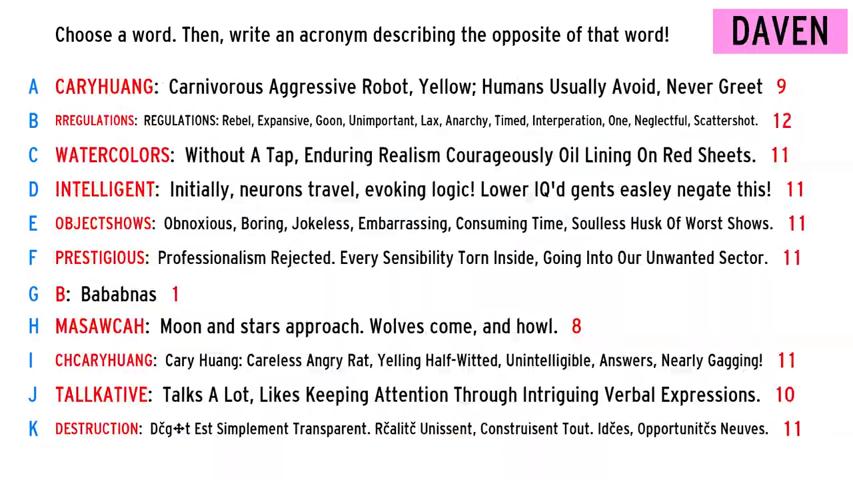 Choose a word. Then, write an acronym describing the opposite of that word!
DAVEN
A CARYHUANG: Carnivorous Aggressive Robot, Yellow; Humans Usually Avoid, Never Greet 9
B RREGULATIONS: REGULATIONS: Rebel, Expansive, Goon, Unimportant, Lax, Anarchy, Timed, Interperation, One, Neglectful, Scattershot. 12
C WATERCOLORS: Without A Tap, Enduring Realism Courageously Oil Lining On Red Sheets. 11
D INTELLIGENT: Initially, neurons travel, evoking logic! Lower IQ'd gents easley negate this! 11
E OBJECTSHOWS: Obnoxious, Boring, Jokeless, Embarrassing, Consuming Time, Soulless Husk Of Worst Shows. 11
F PRESTIGIOUS: Professionalism Rejected. Every Sensibility Torn Inside, Going Into Our Unwanted Sector. 11
G B: Bababnas 1
H MASAWCAH: Moon and stars approach. Wolves come, and howl. 8
I CHCARYHUANG: Cary Huang: Careless Angry Rat, Yelling Half-Witted, Unintelligible, Answers, Nearly Gagging! 11
J TALLKATIVE: Talks A Lot, Likes Keeping Attention Through Intriguing Verbal Expressions. 10
K DESTRUCTION: Dčg✢t Est Simplement Transparent. Rčalitč Unissent, Construisent Tout. Idčes, Opportunitčs Neuves. 11